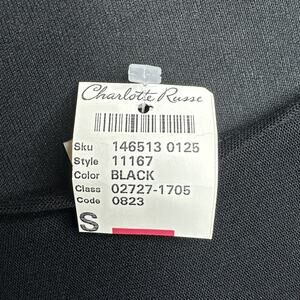 Charlotte Russe
Sku 146513 0125
Style 11167
Color BLACK
Class 02727-1705
Code 0823
S